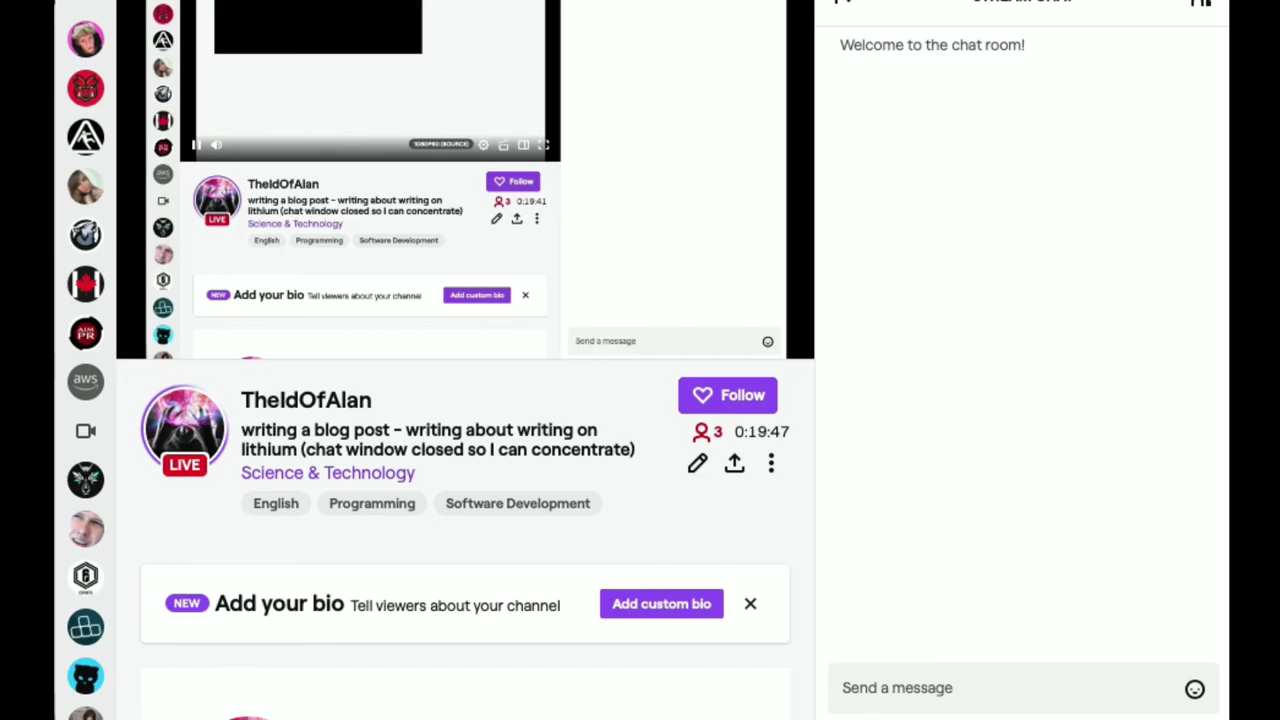 Welcome to the chat room!
1080P60 (SOURCE)
TheIdOfAlan
Follow
writing a blog post - writing about writing on
lithium (chat window closed so I can concentrate)
3 0:19:41
LIVE
Science & Technology
English Programming Software Development
NEW Add your bio Tell viewers about your channel Add custom bio
Send a message
AIM
PR
aws
TheIdOfAlan
Follow
writing a blog post - writing about writing on
lithium (chat window closed so I can concentrate)
3 0:19:47
LIVE
Science & Technology
English Programming Software Development
NEW Add your bio Tell viewers about your channel Add custom bio
Send a message